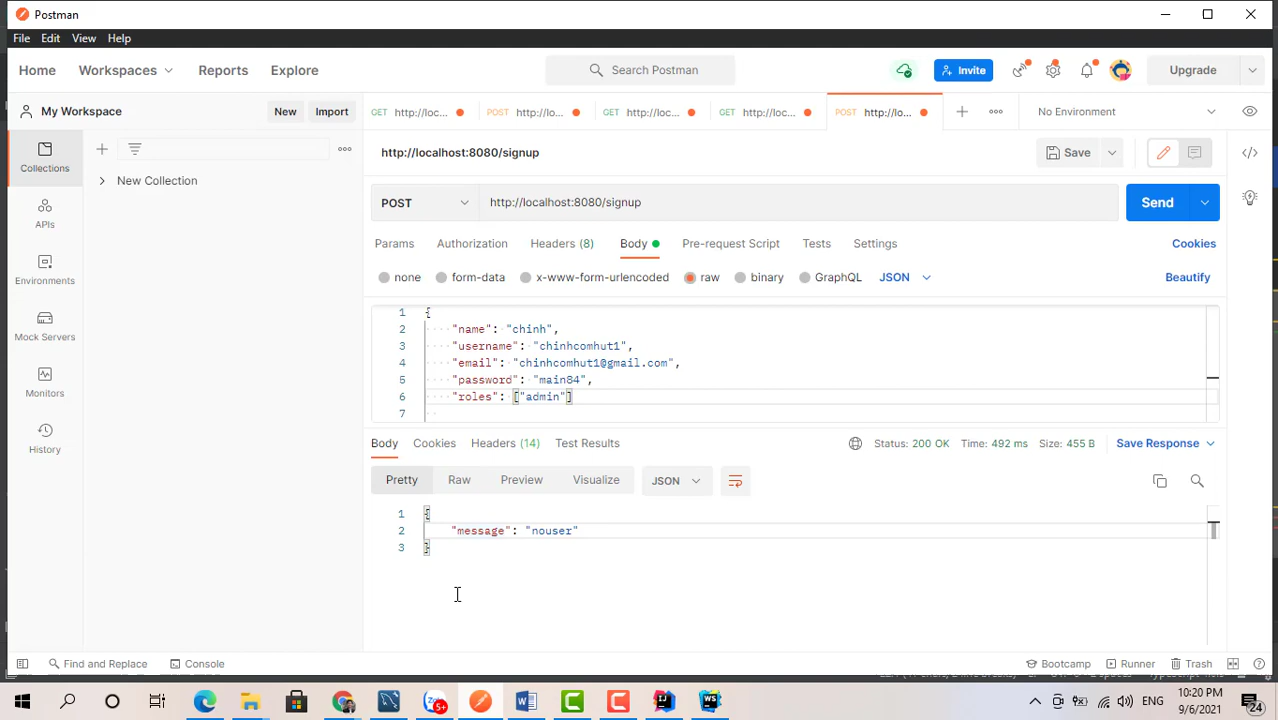 Postman
File Edit View Help
Home Workspaces Reports Explore Search Postman Invite Upgrade
My Workspace New Import GET http://loc... POST http://loc... GET http://loc... GET http://loc... POST http://lo... No Environment
Collections
New Collection
APIs
Environments
Mock Servers
Monitors
History
http://localhost:8080/signup Save
POST http://localhost:8080/signup Send
Params Authorization Headers (8) Body Pre-request Script Tests Settings Cookies
none form-data x-www-form-urlencoded raw binary GraphQL JSON Beautify
1 {
2 "name": "chinh",
3 "username": "chinhcomhut1",
4 "email": "chinhcomhut1@gmail.com",
5 "password": "main84",
6 "roles": ["admin"]
7
Body Cookies Headers (14) Test Results Status: 200 OK Time: 492 ms Size: 455 B Save Response
Pretty Raw Preview Visualize JSON
1 {
2 "message": "nouser"
3 }
Find and Replace Console Bootcamp Runner Trash
ENG 10:20 PM
9/6/2021 24